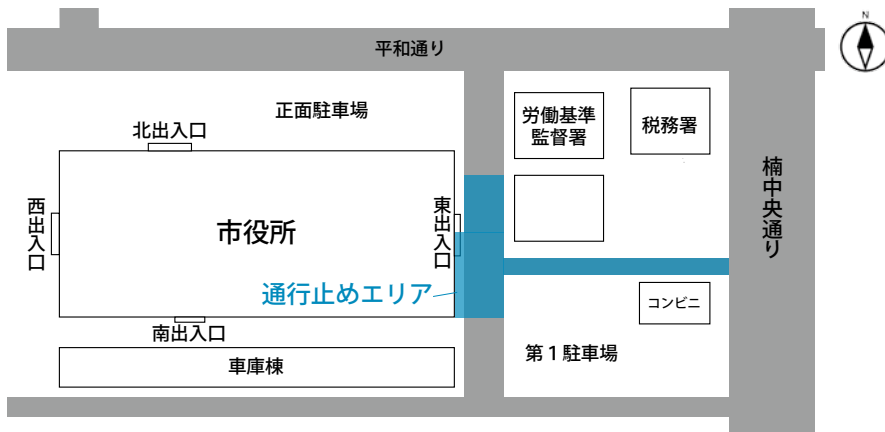 N
平和通り
正面駐車場
北出入口
労働基準
監督署
税務署
楠中央通り
西出入口
市役所
東出入口
通行止めエリア
コンビニ
南出入口
第1駐車場
車庫棟